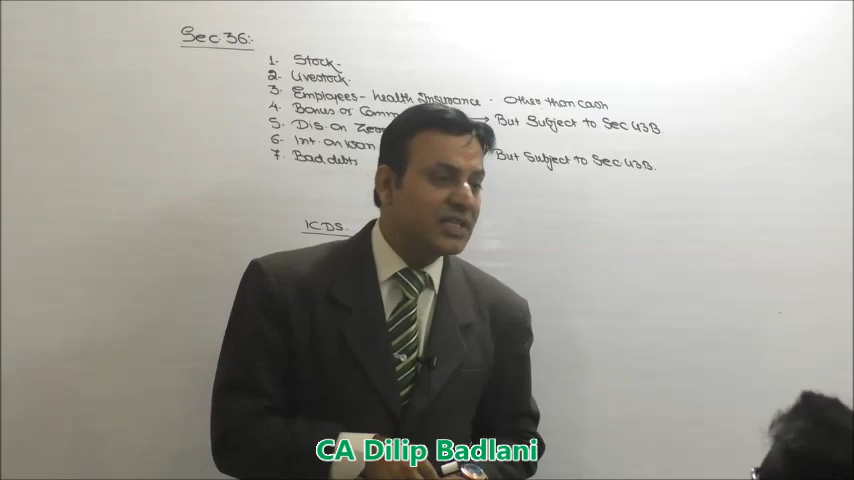 Sec. 36:-
1. Stock.
2. Livestock.
3. Employees - health Insurance. Other than cash
4. Bonus or Comm → But Subject to Sec 43B.
5. Dis. on Zero
6. Int. on loan
7. Bad debts But Subject to Sec. 43B.
ICDS.
CA Dilip Badlani